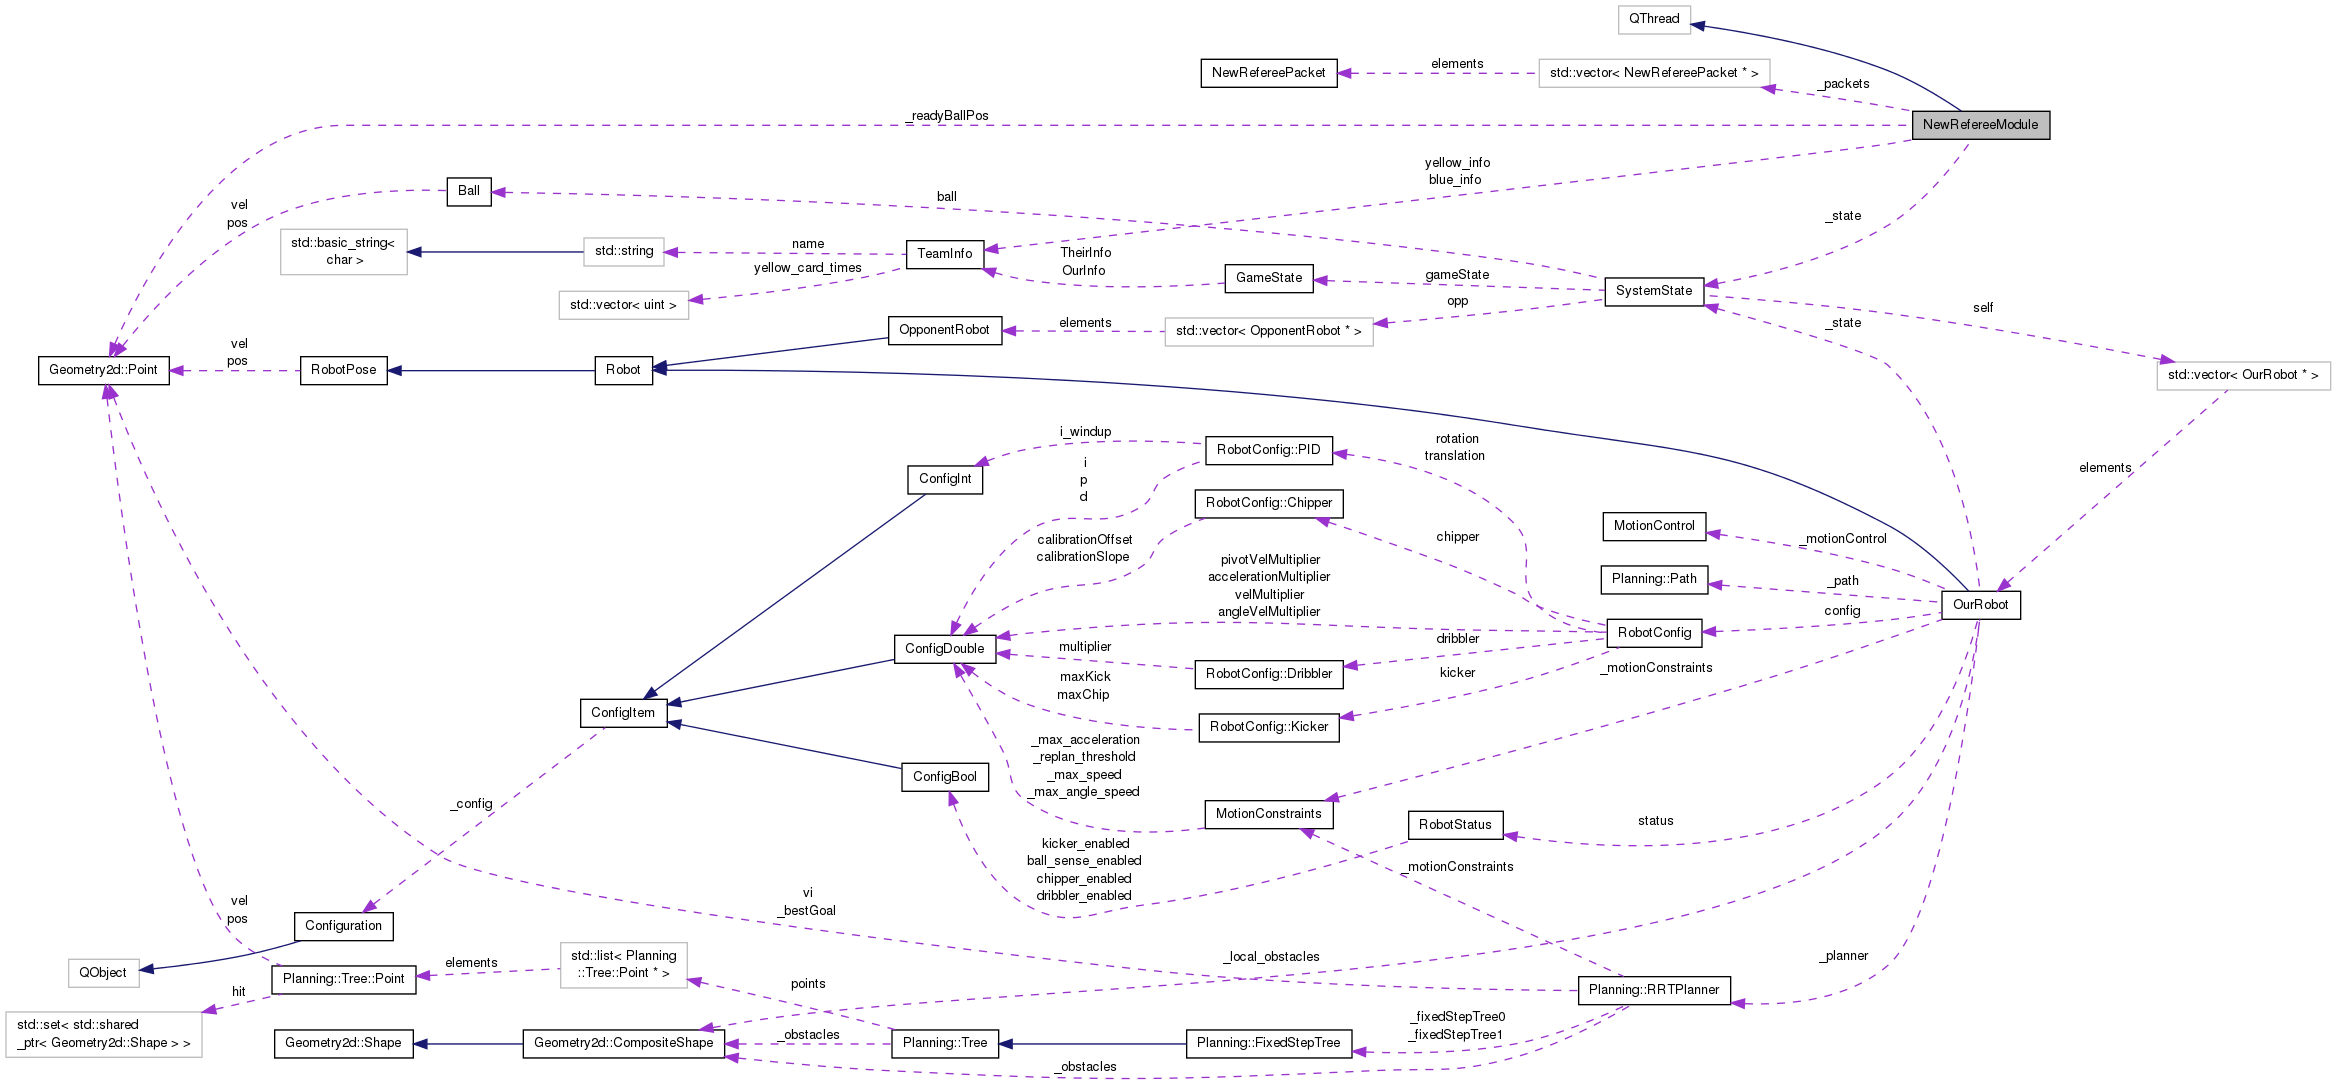 QThread
NewRefereePacket
elements
std::vector< NewRefereePacket * >
_packets
NewRefereeModule
_readyBallPos
yellow_info
blue_info
Ball
ball
_state
vel
pos
std::basic_string<
char >
std::string
name
TeamInfo
TheirInfo
OurInfo
GameState
gameState
SystemState
yellow_card_times
std::vector< uint >
opp
self
OpponentRobot
elements
std::vector< OpponentRobot * >
_state
Geometry2d::Point
vel
pos
RobotPose
Robot
std::vector< OurRobot * >
i_windup
RobotConfig::PID
rotation
translation
elements
ConfigInt
i
p
d
RobotConfig::Chipper
MotionControl
_motionControl
chipper
calibrationOffset
calibrationSlope
pivotVelMultiplier
accelerationMultiplier
velMultiplier
angleVelMultiplier
Planning::Path
_path
OurRobot
config
RobotConfig
ConfigDouble
multiplier
dribbler
RobotConfig::Dribbler
_motionConstraints
maxKick
maxChip
kicker
RobotConfig::Kicker
ConfigItem
_max_acceleration
_replan_threshold
_max_speed
_max_angle_speed
ConfigBool
_config
MotionConstraints
RobotStatus
status
kicker_enabled
ball_sense_enabled
chipper_enabled
dribbler_enabled
_motionConstraints
vi
_bestGoal
vel
pos
Configuration
QObject
Planning::Tree::Point
elements
std::list< Planning
::Tree::Point * >
_local_obstacles
_planner
points
Planning::RRTPlanner
hit
std::set< std::shared
_ptr< Geometry2d::Shape > >
Geometry2d::Shape
Geometry2d::CompositeShape
_obstacles
Planning::Tree
Planning::FixedStepTree
_fixedStepTree0
_fixedStepTree1
_obstacles